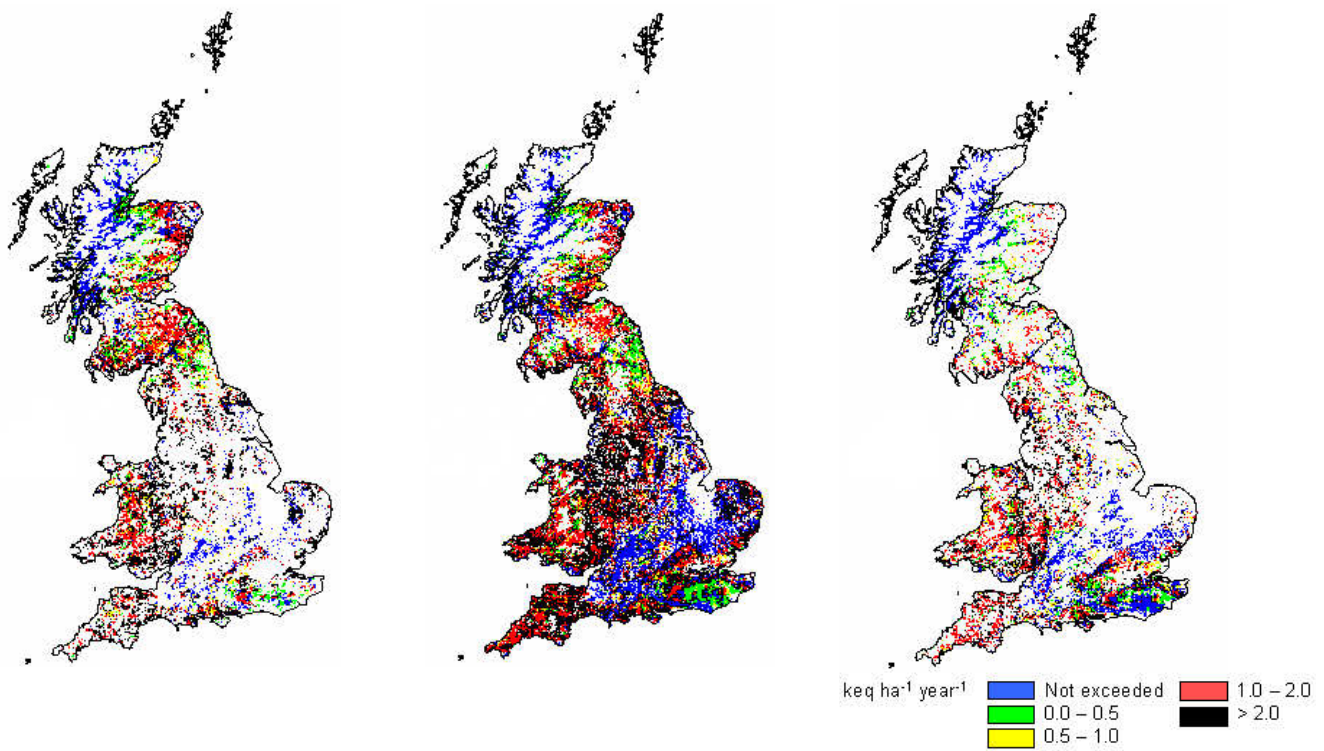 keq ha⁻¹ year⁻¹
Not exceeded
0.0 – 0.5
0.5 – 1.0
1.0 – 2.0
> 2.0